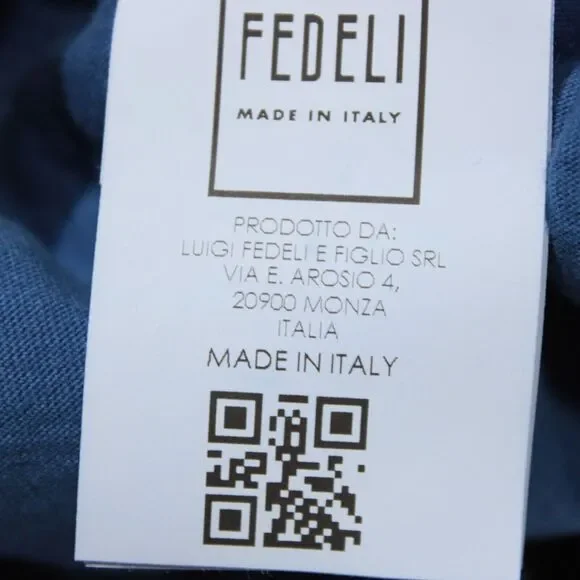 FEDELI
MADE IN ITALY
PRODOTTO DA:
LUIGI FEDELI E FIGLIO SRL
VIA E. AROSIO 4,
20900 MONZA
ITALIA
MADE IN ITALY